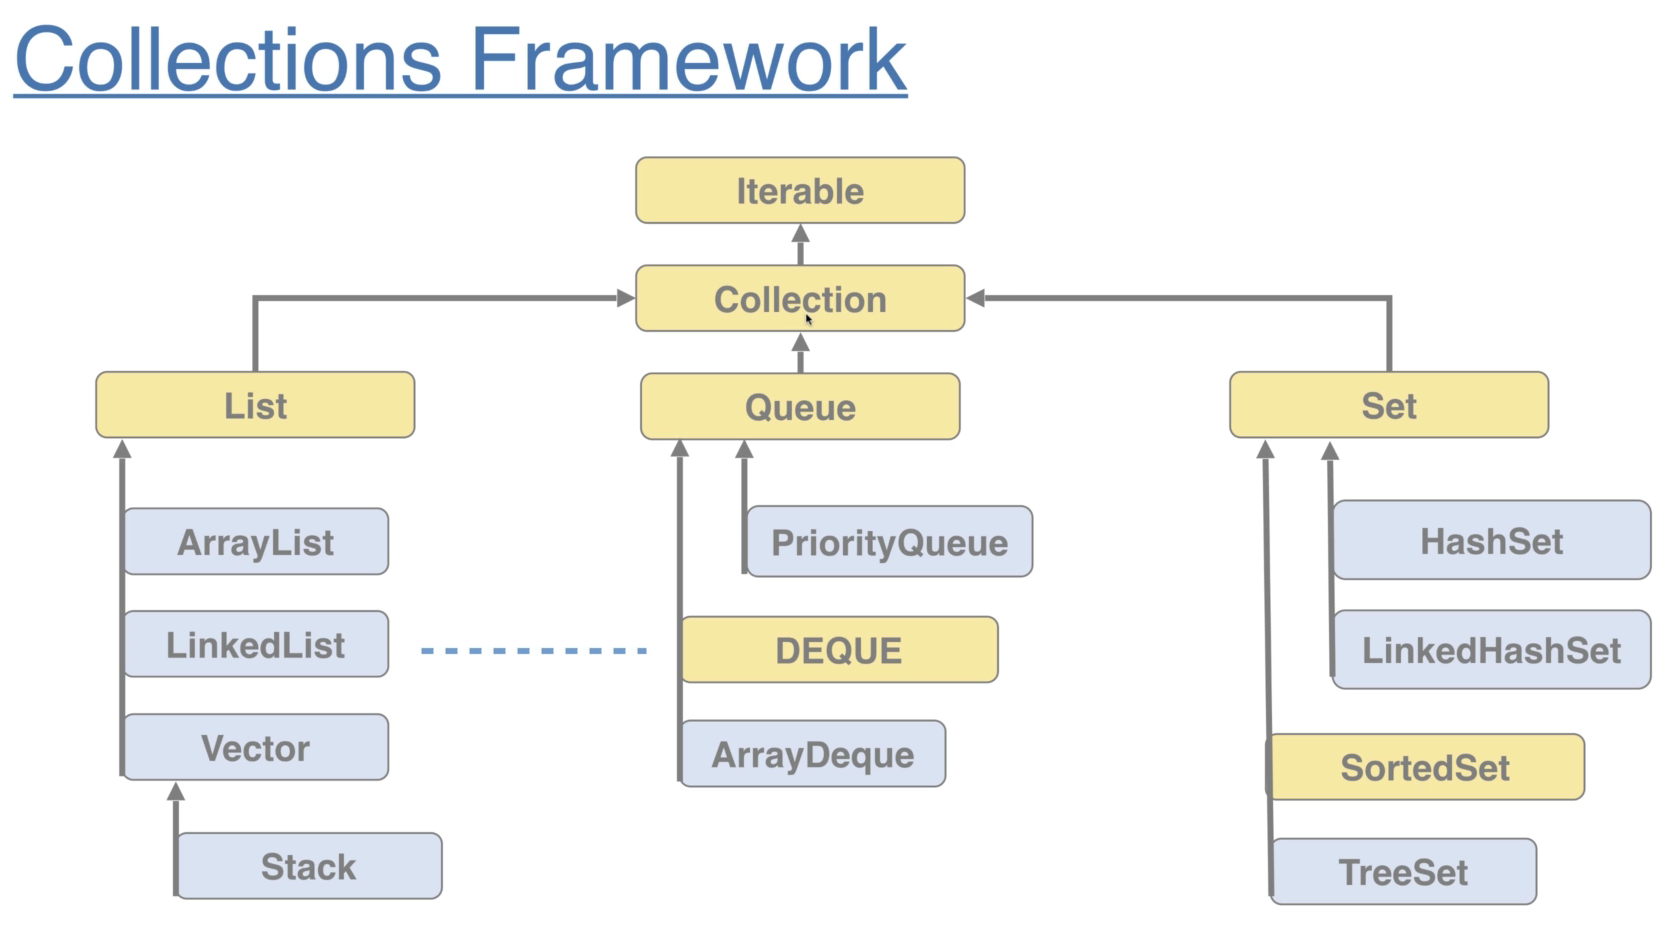 Collections Framework
Iterable
Collection
List
Queue
Set
ArrayList
PriorityQueue
HashSet
LinkedList
DEQUE
LinkedHashSet
Vector
ArrayDeque
SortedSet
Stack
TreeSet